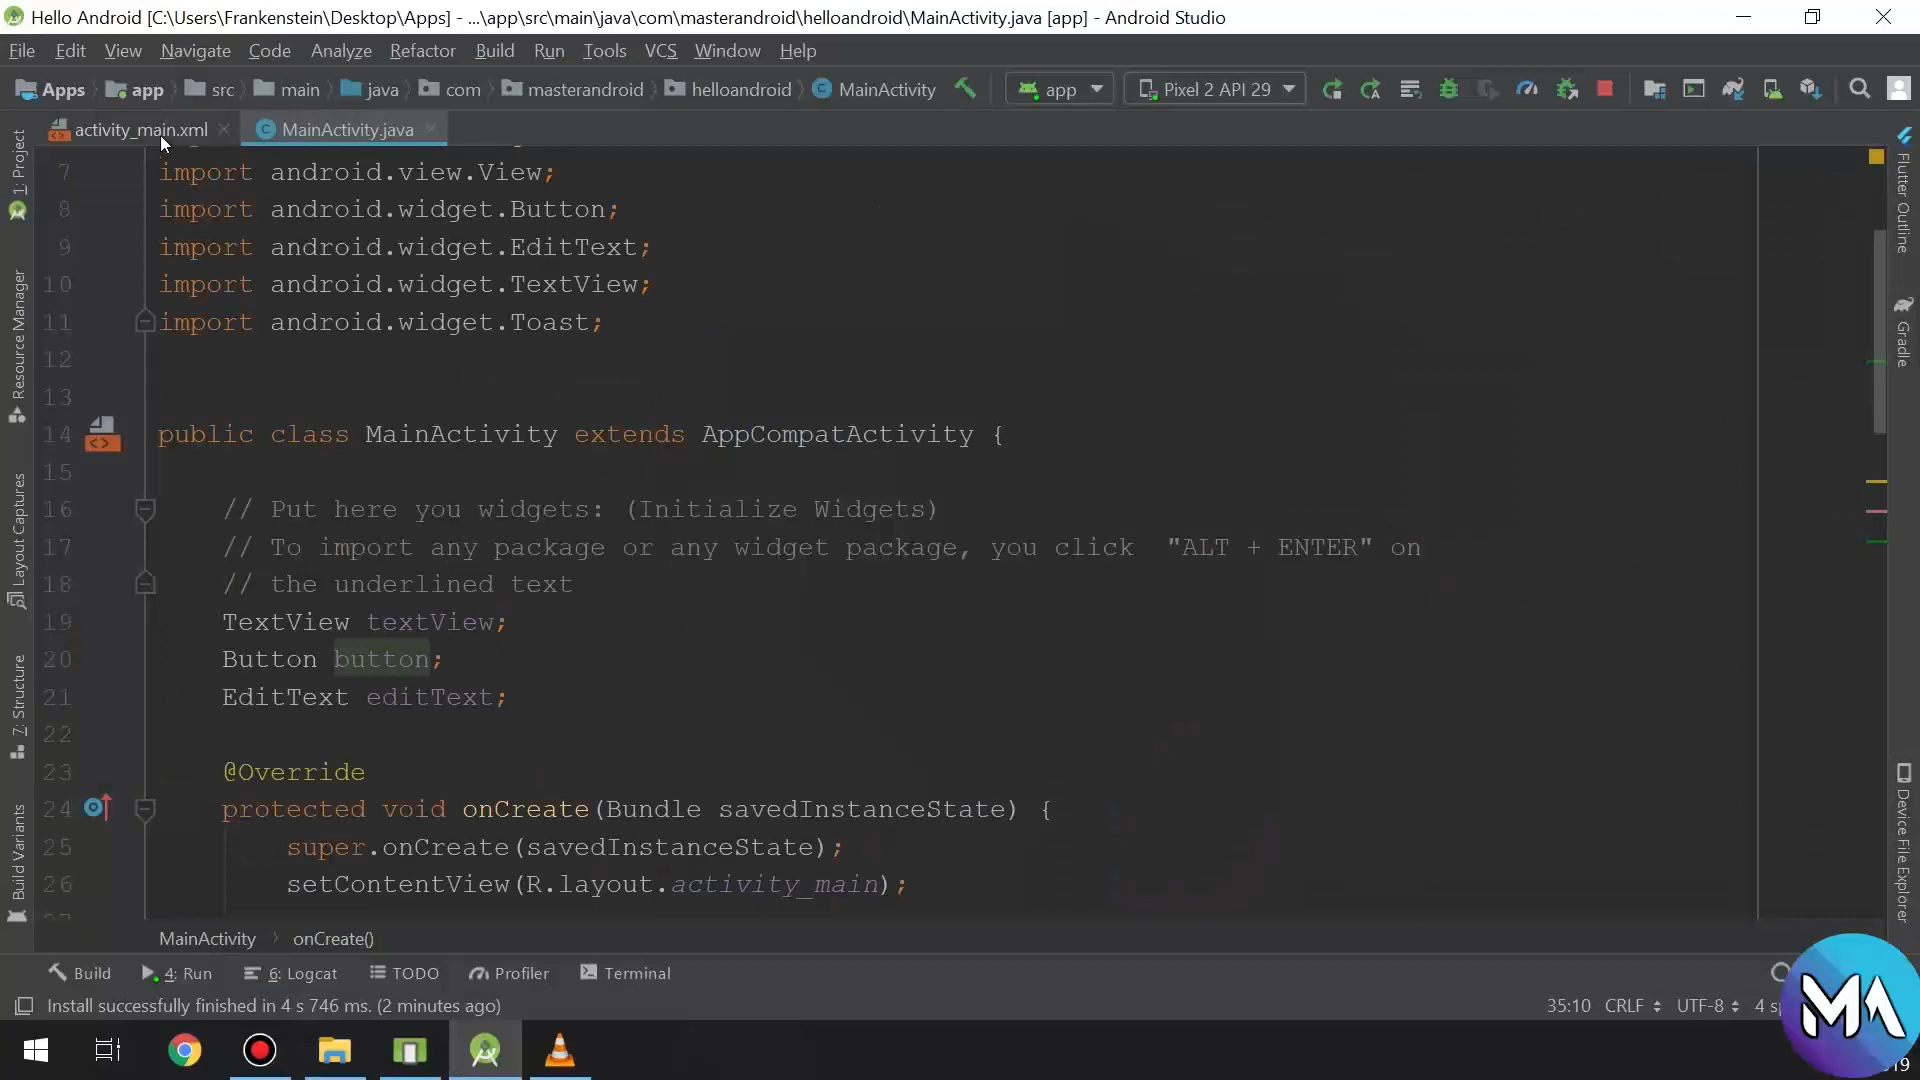 Hello Android [C:\Users\Frankenstein\Desktop\Apps] - ...\app\src\main\java\com\masterandroid\helloandroid\MainActivity.java [app] - Android Studio
File Edit View Navigate Code Analyze Refactor Build Run Tools VCS Window Help
Apps app src main java com masterandroid helloandroid MainActivity app Pixel 2 API 29
activity_main.xml MainActivity.java
1: Project
Resource Manager
Layout Captures
7: Structure
Build Variants
7 import android.view.View;
8 import android.widget.Button;
9 import android.widget.EditText;
10 import android.widget.TextView;
11 import android.widget.Toast;
12
13
14 public class MainActivity extends AppCompatActivity {
15
16 // Put here you widgets: (Initialize Widgets)
17 // To import any package or any widget package, you click "ALT + ENTER" on
18 // the underlined text
19 TextView textView;
20 Button button;
21 EditText editText;
22
23 @Override
24 protected void onCreate(Bundle savedInstanceState) {
25 super.onCreate(savedInstanceState);
26 setContentView(R.layout.activity_main);
Flutter Outline
Gradle
Device File Explorer
MainActivity onCreate()
Build 4: Run 6: Logcat TODO Profiler Terminal
Install successfully finished in 4 s 746 ms. (2 minutes ago) 35:10 CRLF UTF-8 4 s
MA
19